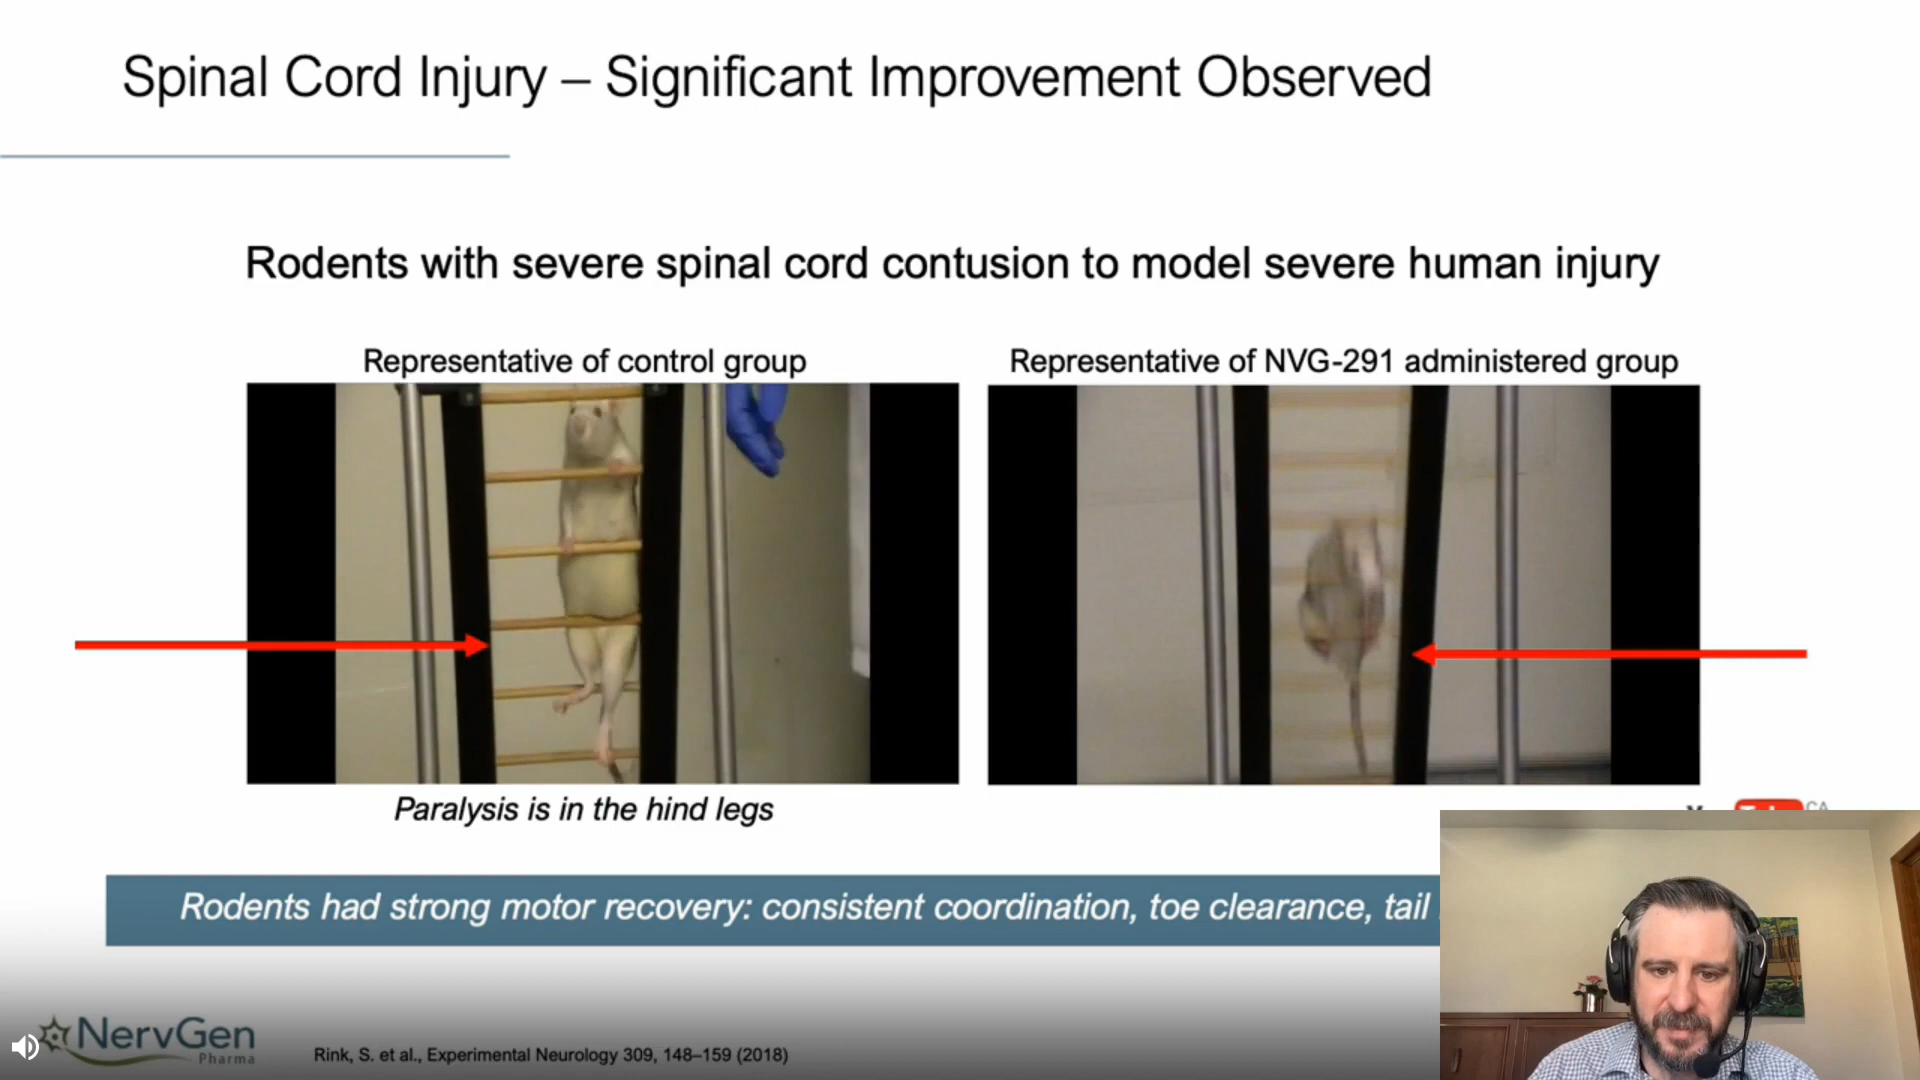 Spinal Cord Injury – Significant Improvement Observed
Rodents with severe spinal cord contusion to model severe human injury
Representative of control group
Representative of NVG-291 administered group
Paralysis is in the hind legs
CA
Rodents had strong motor recovery: consistent coordination, toe clearance, tail
NervGen
Pharma
Rink, S. et al., Experimental Neurology 309, 148–159 (2018)